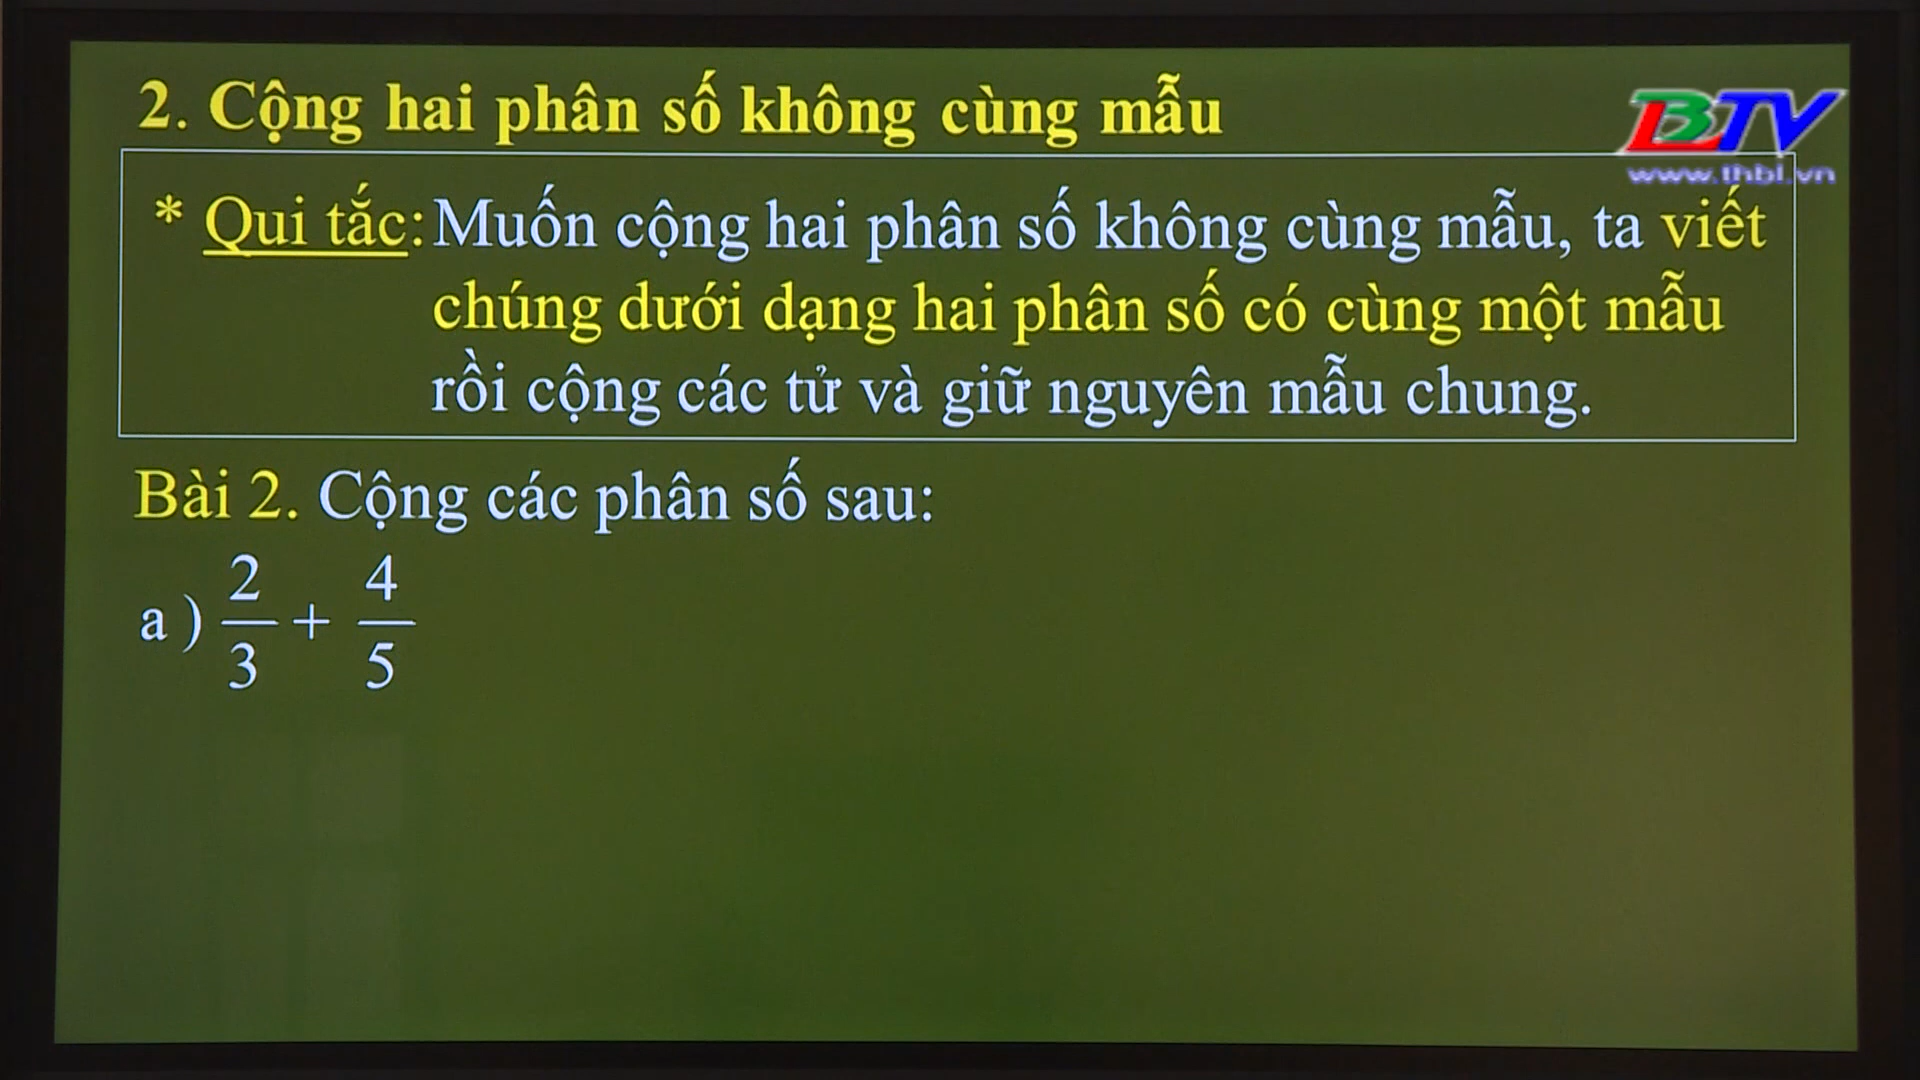 2. Cộng hai phân số không cùng mẫu
BTV
www.thbl.vn
* Qui tắc: Muốn cộng hai phân số không cùng mẫu, ta viết
chúng dưới dạng hai phân số có cùng một mẫu
rồi cộng các tử và giữ nguyên mẫu chung.
Bài 2. Cộng các phân số sau:
a ) 2/3 + 4/5